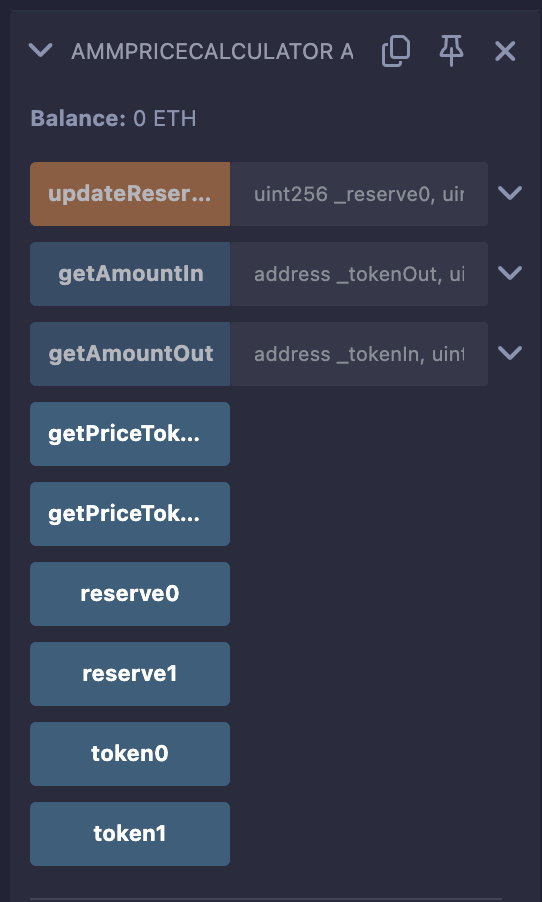 AMMPRICECALCULATOR A
Balance: 0 ETH
updateReser... uint256 _reserve0, uin
getAmountIn address _tokenOut, ui
getAmountOut address _tokenIn, uint
getPriceTok...
getPriceTok...
reserve0
reserve1
token0
token1